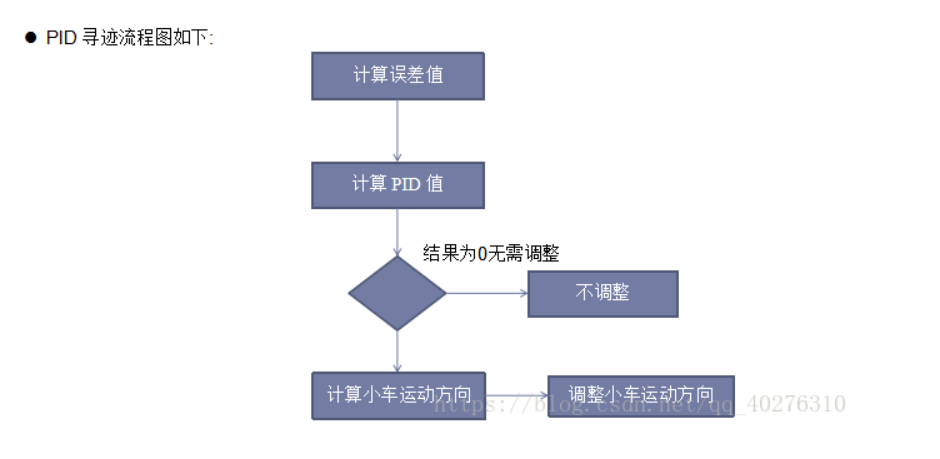 ● PID 寻迹流程图如下:
计算误差值
计算 PID 值
结果为0无需调整
不调整
计算小车运动方向
调整小车运动方向
https://blog.csdn.net/qq_40276310